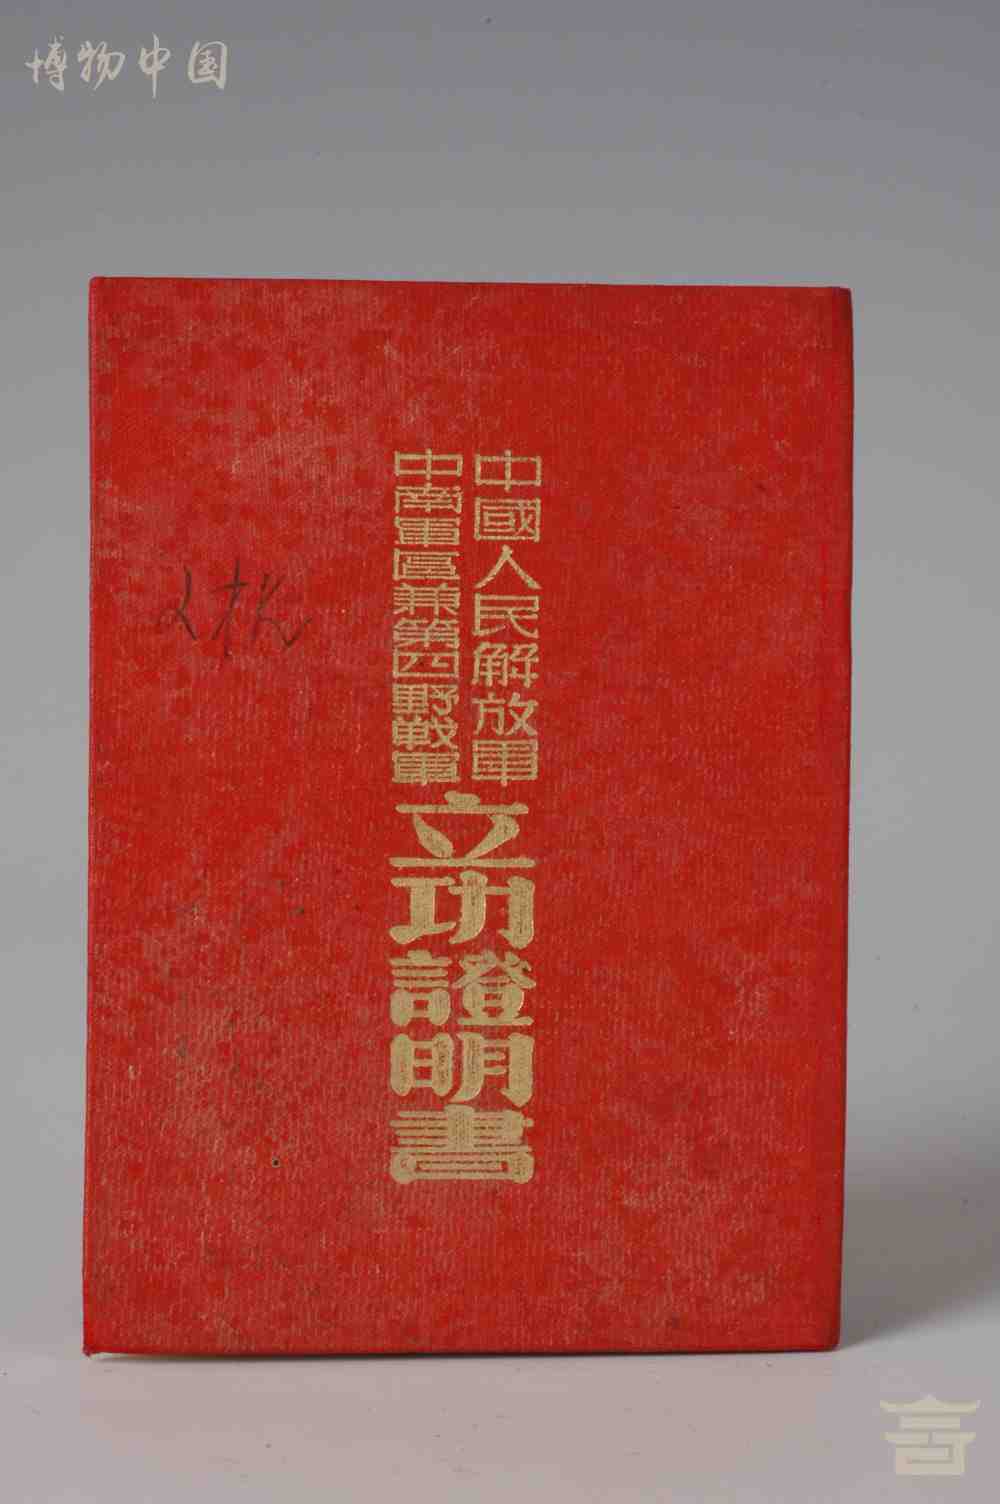 博物中国
中國人民解放軍
中南軍區兼第四野戰軍
立功證明書